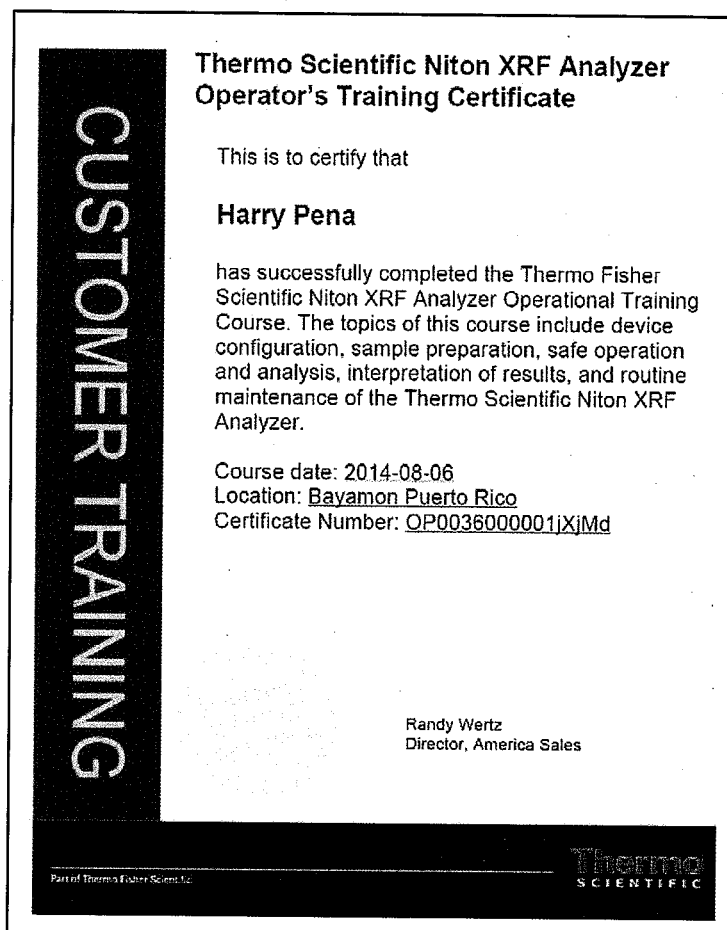 CUSTOMER TRAINING
Thermo Scientific Niton XRF Analyzer
Operator's Training Certificate
This is to certify that
Harry Pena
has successfully completed the Thermo Fisher
Scientific Niton XRF Analyzer Operational Training
Course. The topics of this course include device
configuration, sample preparation, safe operation
and analysis, interpretation of results, and routine
maintenance of the Thermo Scientific Niton XRF
Analyzer.
Course date: 2014-08-06
Location: Bayamon Puerto Rico
Certificate Number: OP0036000001jXjMd
Randy Wertz
Director, America Sales
Part of Thermo Fisher Scientific
Thermo
SCIENTIFIC